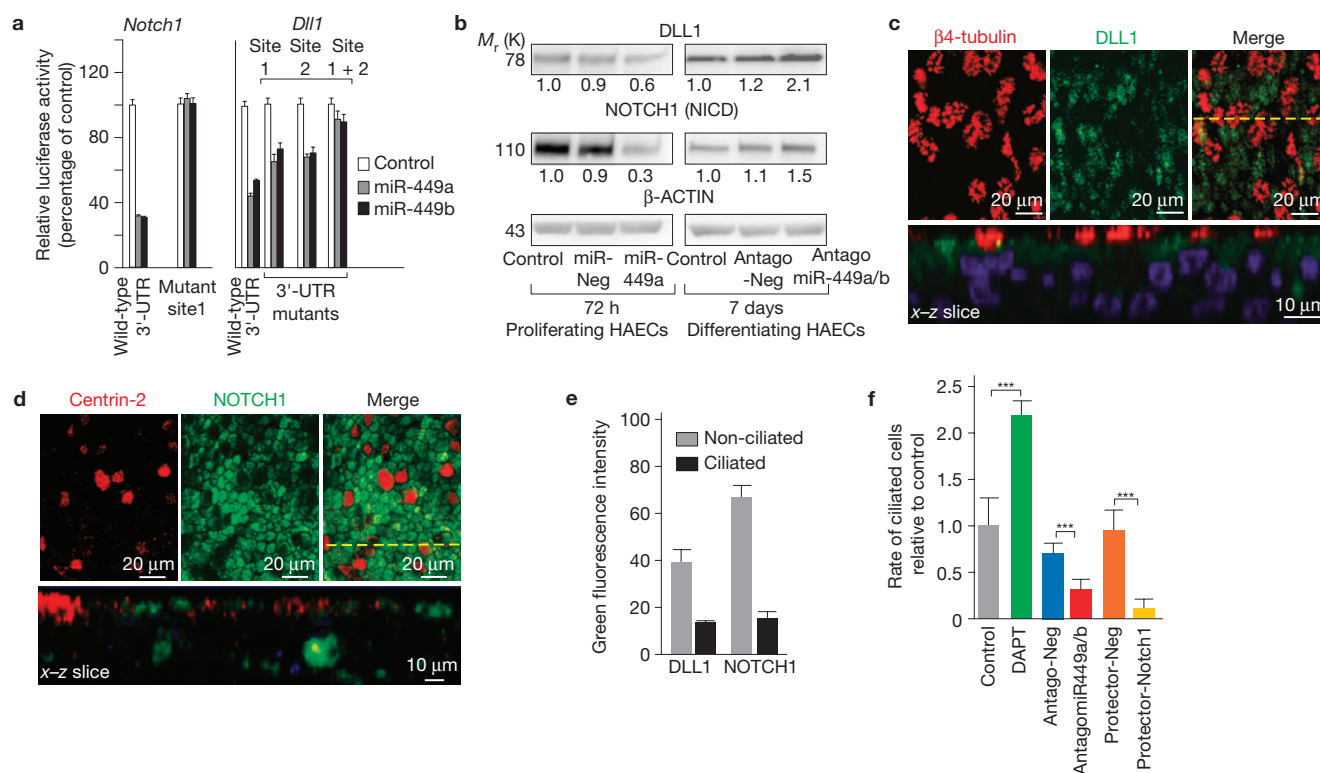 a
Notch1
Dll1
Site Site Site
1 2 1 + 2
Relative luciferase activity
(percentage of control)
120
80
40
0
Control
miR-449a
miR-449b
Wild-type
3'-UTR
Mutant
site1
Wild-type
3'-UTR
3'-UTR
mutants
b
Mr (K)
DLL1
78
1.0 0.9 0.6 1.0 1.2 2.1
NOTCH1 (NICD)
110
1.0 0.9 0.3 1.0 1.1 1.5
β-ACTIN
43
Control miR-Neg miR-449a Control Antago-Neg Antago miR-449a/b
72 h 7 days
Proliferating HAECs Differentiating HAECs
c
β4-tubulin DLL1 Merge
20 μm 20 μm 20 μm
x–z slice 10 μm
d
Centrin-2 NOTCH1 Merge
20 μm 20 μm 20 μm
x–z slice 10 μm
e
Green fluorescence intensity
100
80
60
40
20
0
Non-ciliated
Ciliated
DLL1 NOTCH1
f
Rate of ciliated cells
relative to control
2.5
2.0
1.5
1.0
0.5
0
***
***
***
Control
DAPT
Antago-Neg
AntagomiR449a/b
Protector-Neg
Protector-Notch1